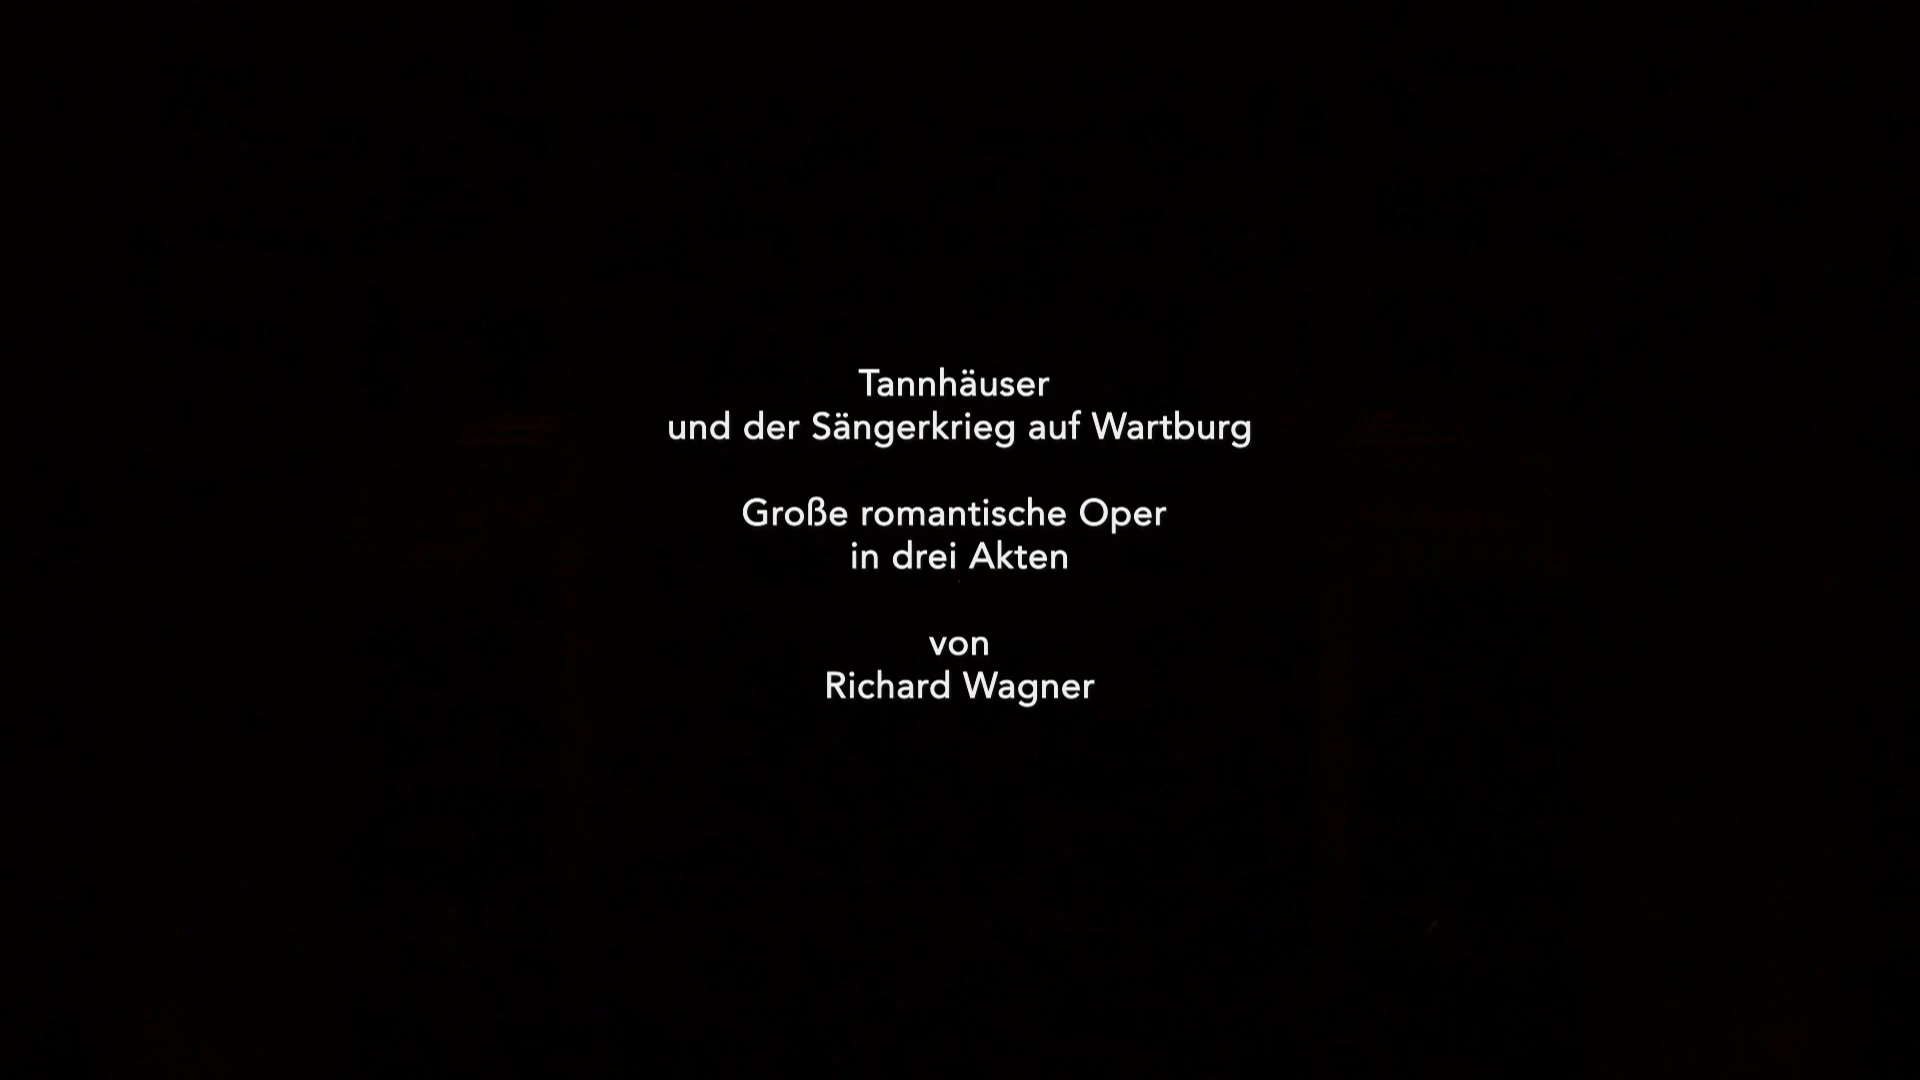 Tannhäuser
und der Sängerkrieg auf Wartburg
Große romantische Oper
in drei Akten
von
Richard Wagner